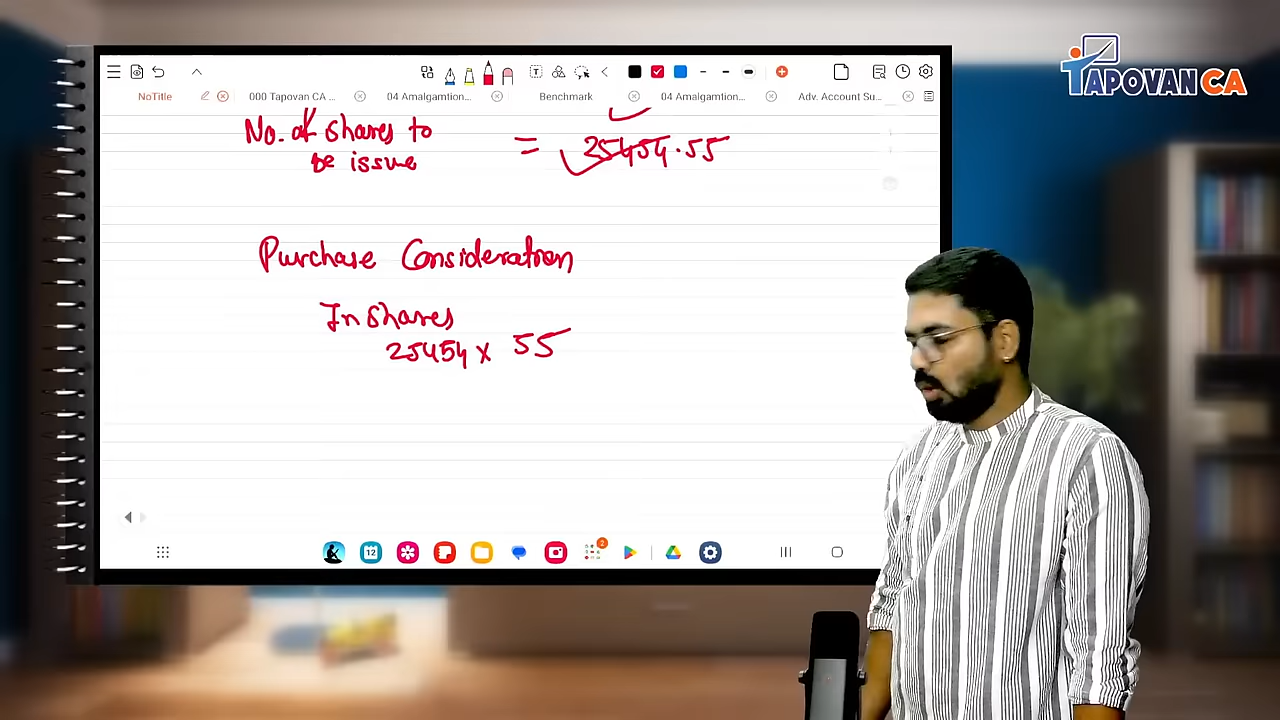 TAPOVAN CA
NoTitle
000 Tapovan CA ...
04 Amalgamtion...
Benchmark
04 Amalgamtion...
Adv. Account Su...
No. of shares to
be issue
= 25454.55
Purchase Consideration
In shares
25454 x 55
12
2